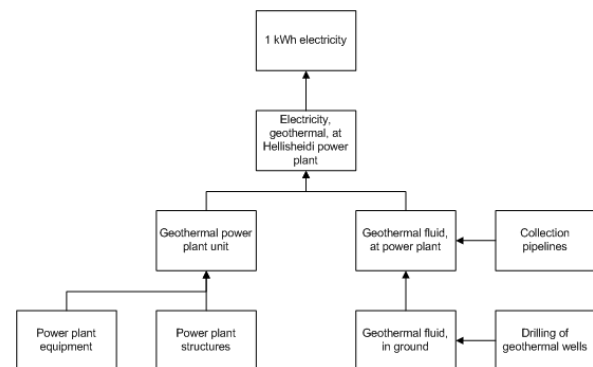 1 kWh electricity
Electricity,
geothermal, at
Hellisheidi power
plant
Geothermal power
plant unit
Geothermal fluid,
at power plant
Collection
pipelines
Power plant
equipment
Power plant
structures
Geothermal fluid,
in ground
Drilling of
geothermal wells